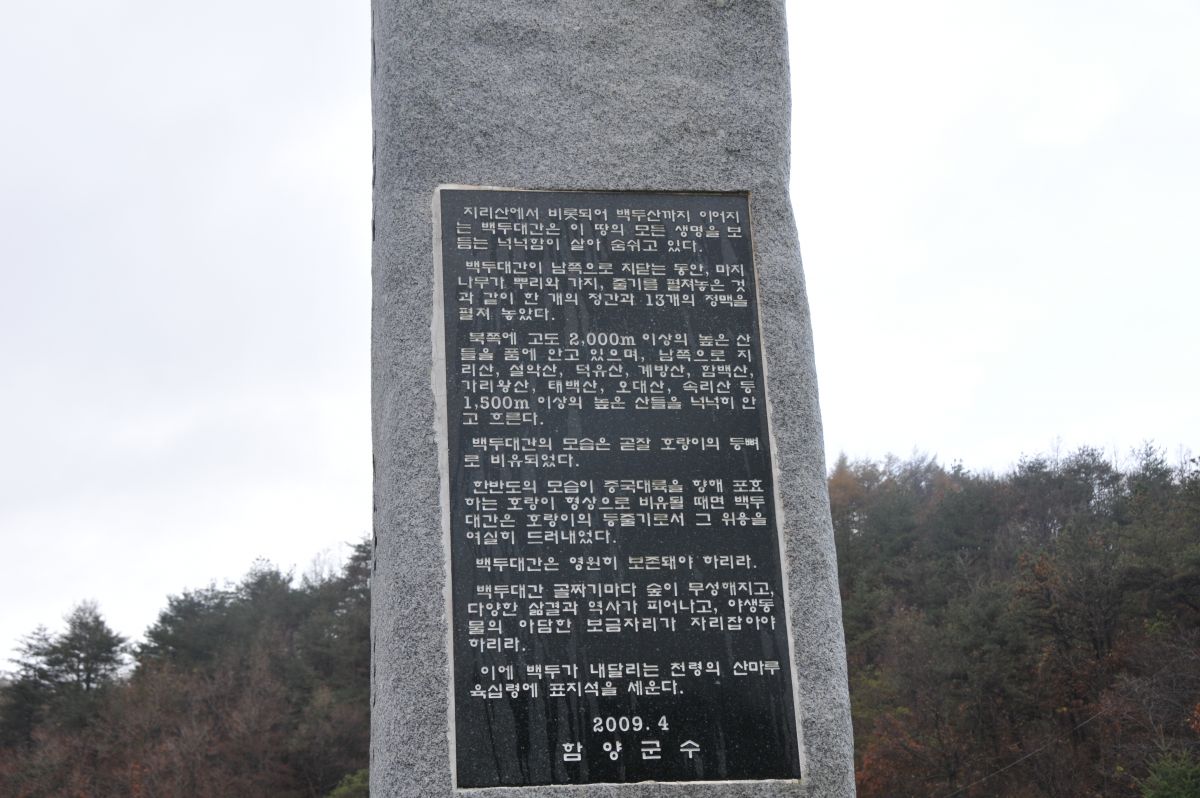 지리산에서 비롯되어 백두산까지 이어지
는 백두대간은 이 땅의 모든 생명을 보
듬는 넉넉함이 살아 숨쉬고 있다.
백두대간이 남쪽으로 치닫는 동안, 마치
나무가 뿌리와 가지, 줄기를 펼쳐놓은 것
과 같이 한 개의 정간과 13개의 정맥을
펼쳐 놓았다.
북쪽에 고도 2,000m 이상의 높은 산
들을 품에 안고 있으며, 남쪽으로 지
리산, 설악산, 덕유산, 계방산, 함백산,
가리왕산, 태백산, 오대산, 속리산 등
1,500m 이상의 높은 산들을 넉넉히 안
고 흐른다.
백두대간의 모습은 곧잘 호랑이의 등뼈
로 비유되었다.
한반도의 모습이 중국대륙을 향해 포효
하는 호랑이 형상으로 비유될 때면 백두
대간은 호랑이의 등줄기로서 그 위용을
여실히 드러내었다.
백두대간은 영원히 보존돼야 하리라.
백두대간 골짜기마다 숲이 무성해지고,
다양한 삶결과 역사가 피어나고, 야생동
물의 아담한 보금자리가 자리잡아야
하리라.
이에 백두가 내달리는 전령의 산마루
육십령에 표지석을 세운다.
2009. 4
함양군수